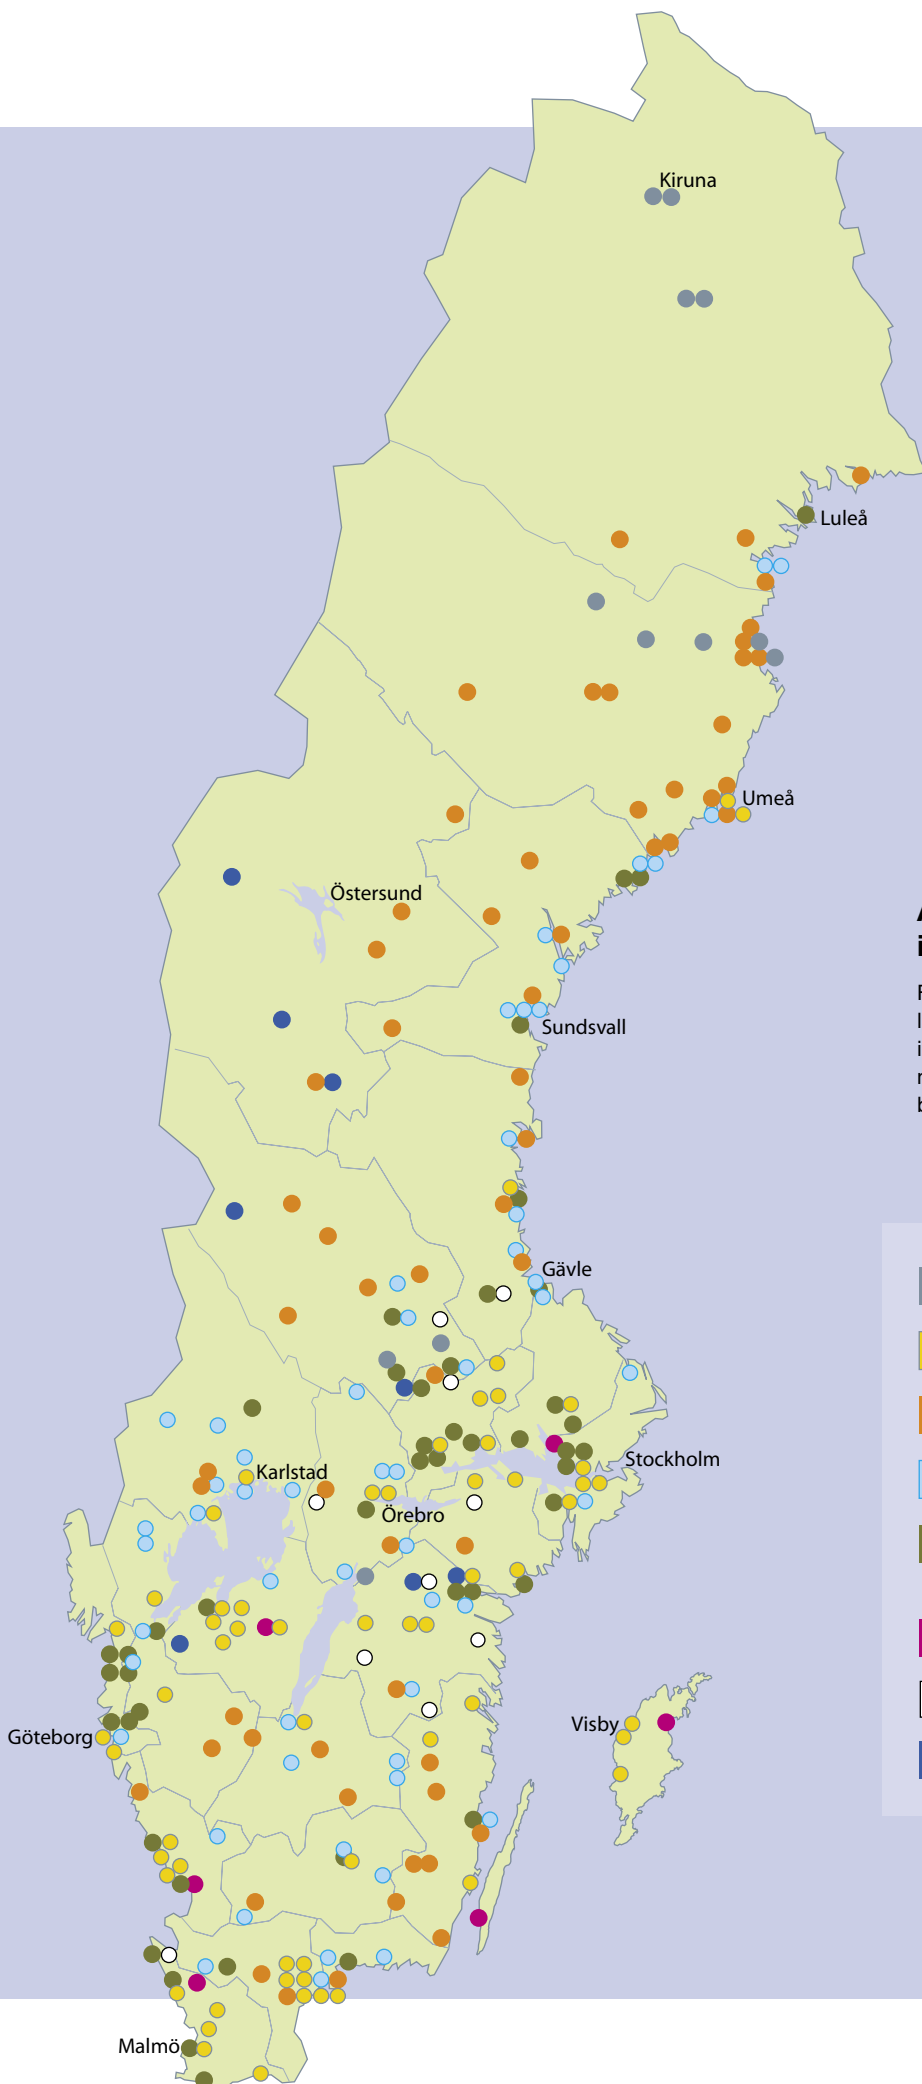 Kiruna
Luleå
Umeå
Östersund
Sundsvall
Gävle
Karlstad
Stockholm
Örebro
Visby
Göteborg
Malmö